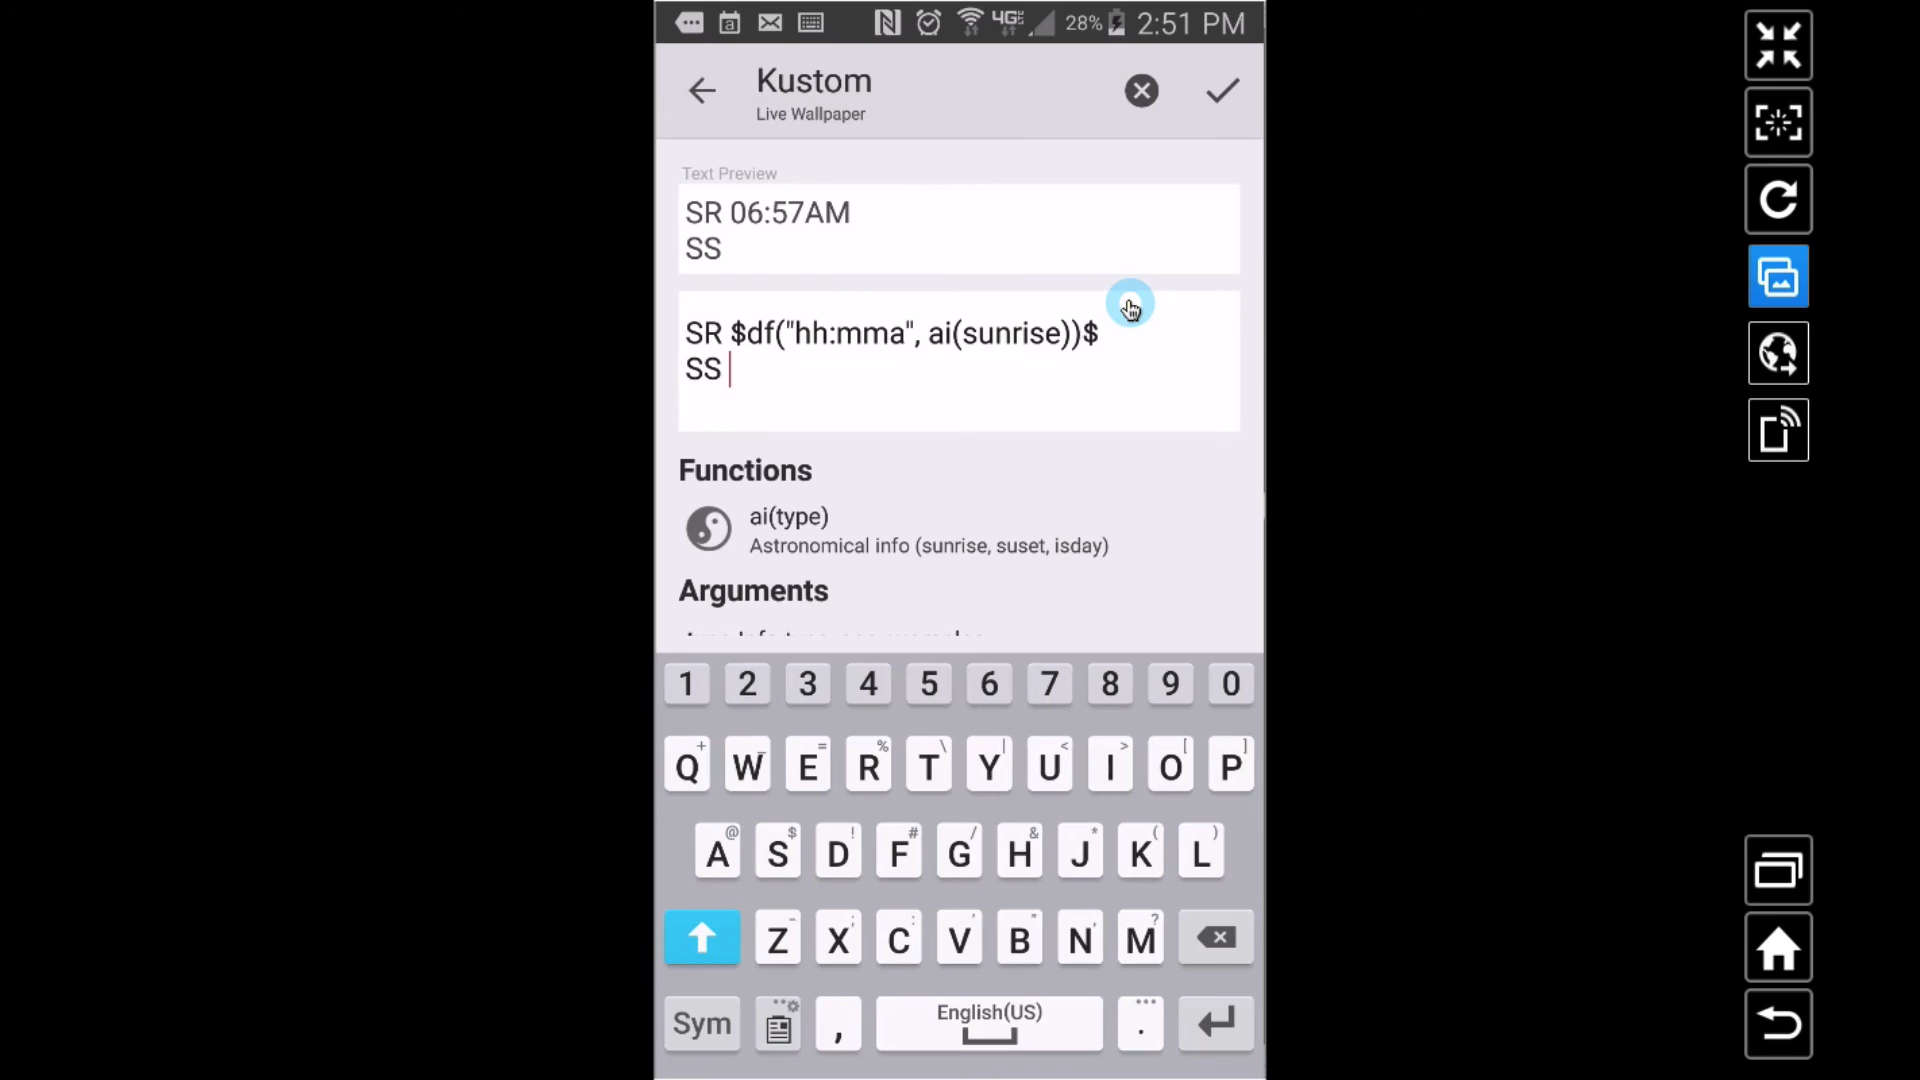 4G 28% 2:51 PM
Kustom
Live Wallpaper
Text Preview
SR 06:57AM
SS
SR $df("hh:mma", ai(sunrise))$
SS
Functions
ai(type)
Astronomical info (sunrise, suset, isday)
Arguments
1 2 3 4 5 6 7 8 9 0
+ _ = % \ | < > [ ]
Q W E R T Y U I O P
@ $ ! # / & * ( )
A S D F G H J K L
- ; : ' " , ?
Z X C V B N M
Sym , English(US) .